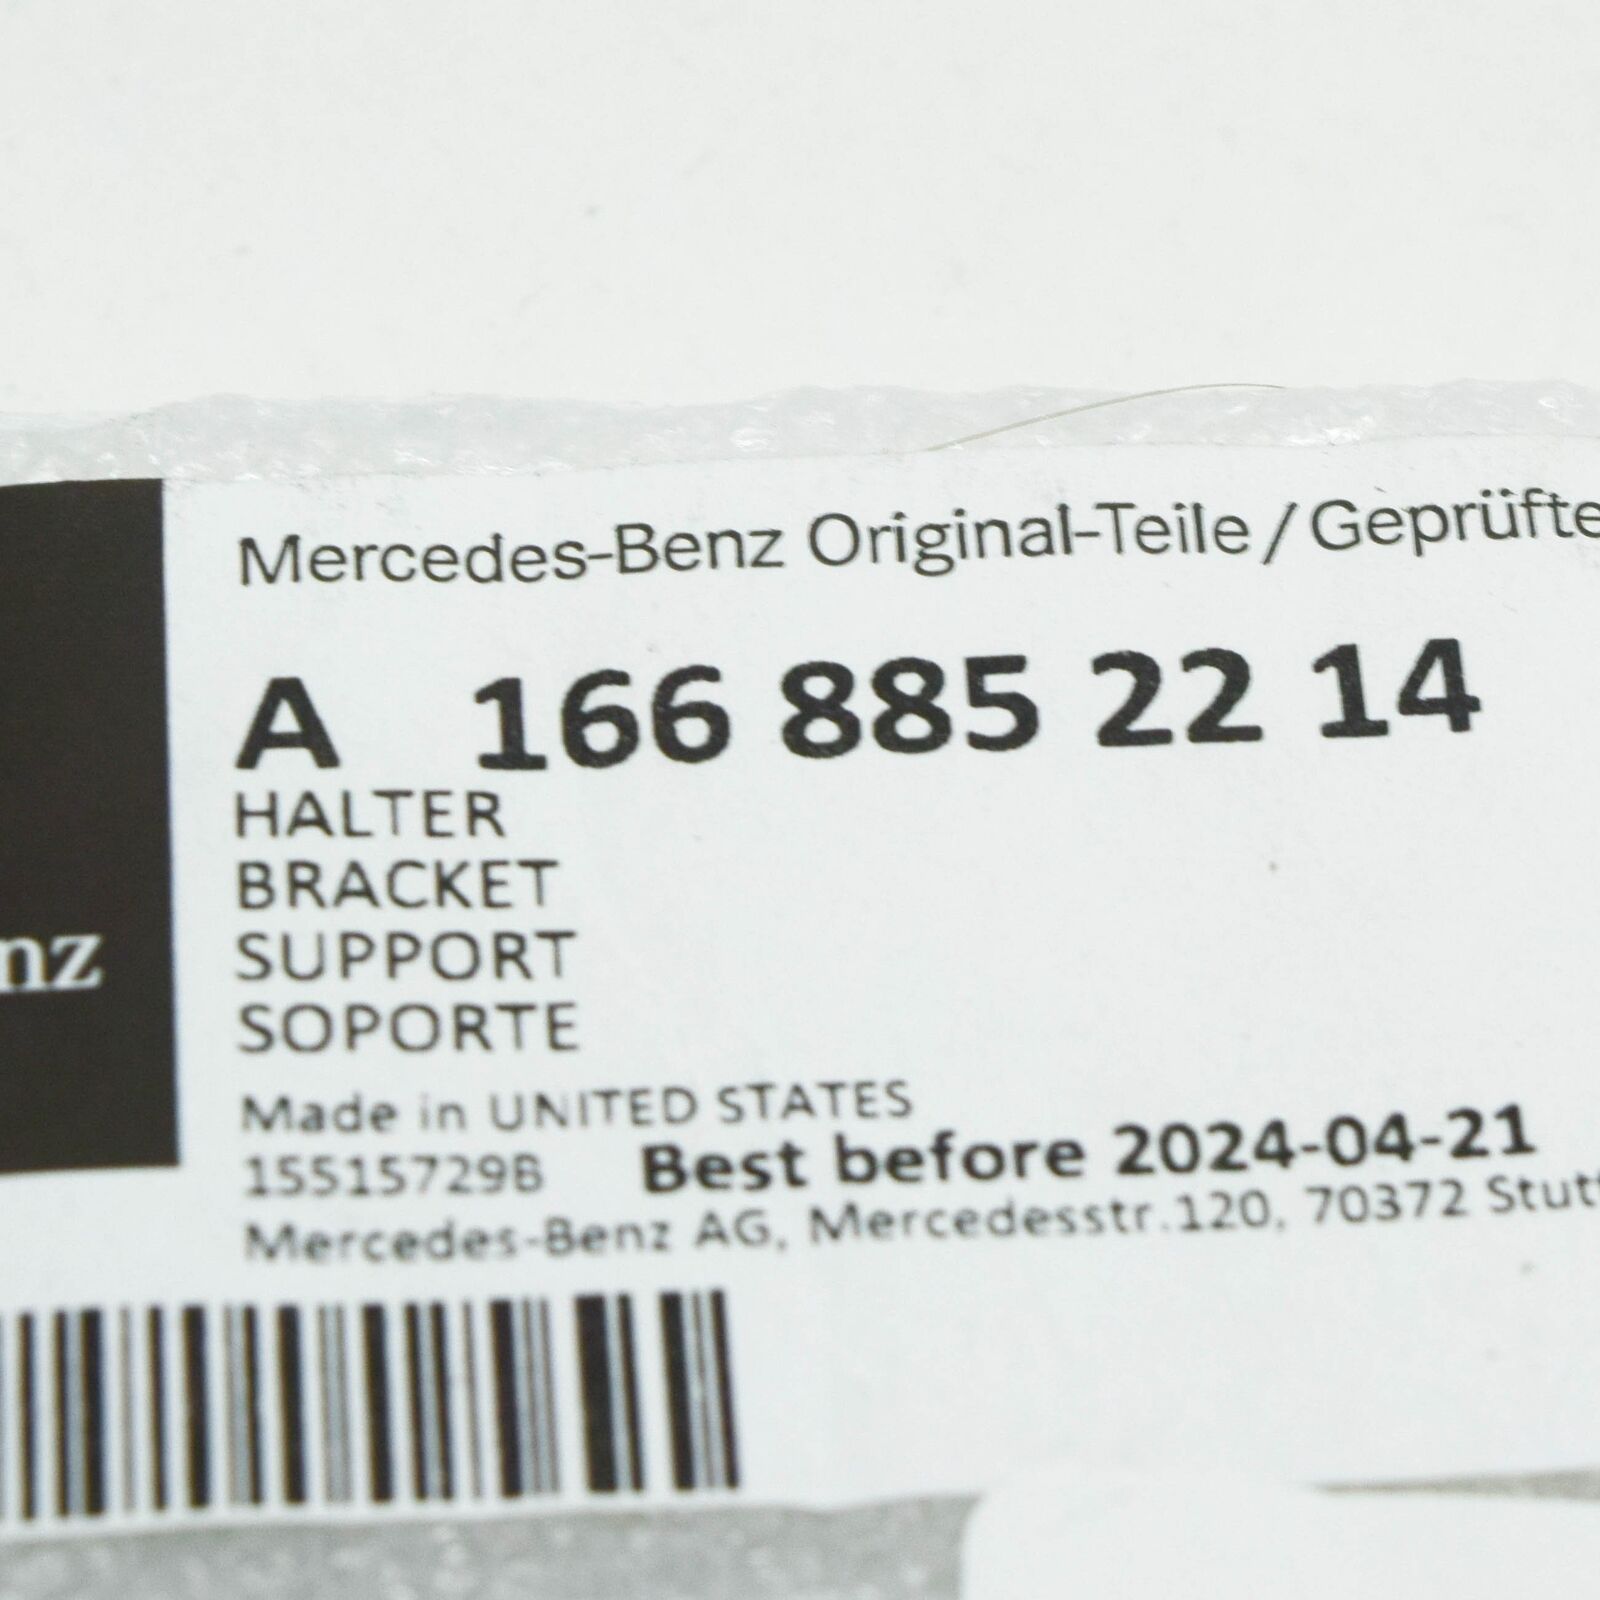 Mercedes-Benz Original-Teile / Geprüfte
A 166 885 22 14
HALTER
BRACKET
SUPPORT
SOPORTE
nz
Made in UNITED STATES
15515729B Best before 2024-04-21
Mercedes-Benz AG, Mercedesstr.120, 70372 Stutt